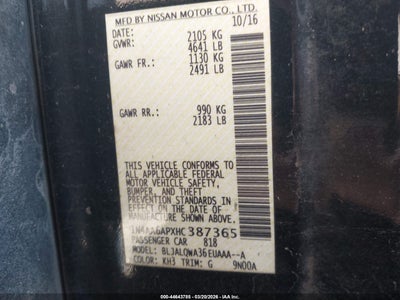 MFD BY NISSAN MOTOR CO., LTD.
DATE: 10/16
GVWR: 2105 KG
4641 LB
GAWR FR.: 1130 KG
2491 LB
GAWR RR.: 990 KG
2183 LB
THIS VEHICLE CONFORMS TO
ALL APPLICABLE FEDERAL
MOTOR VEHICLE SAFETY,
BUMPER, AND THEFT
PREVENTION STANDARDS IN
EFFECT ON THE DATE OF
MANUFACTURE SHOWN ABOVE.
1N4AA6APXHC387365
PASSENGER CAR 818
MODEL: BLJALQWA36EUAAA--A
COLOR: KH3 TRIM: G 9N00A
IAA-44643785 - 03/20/2026 - IAA Inc.